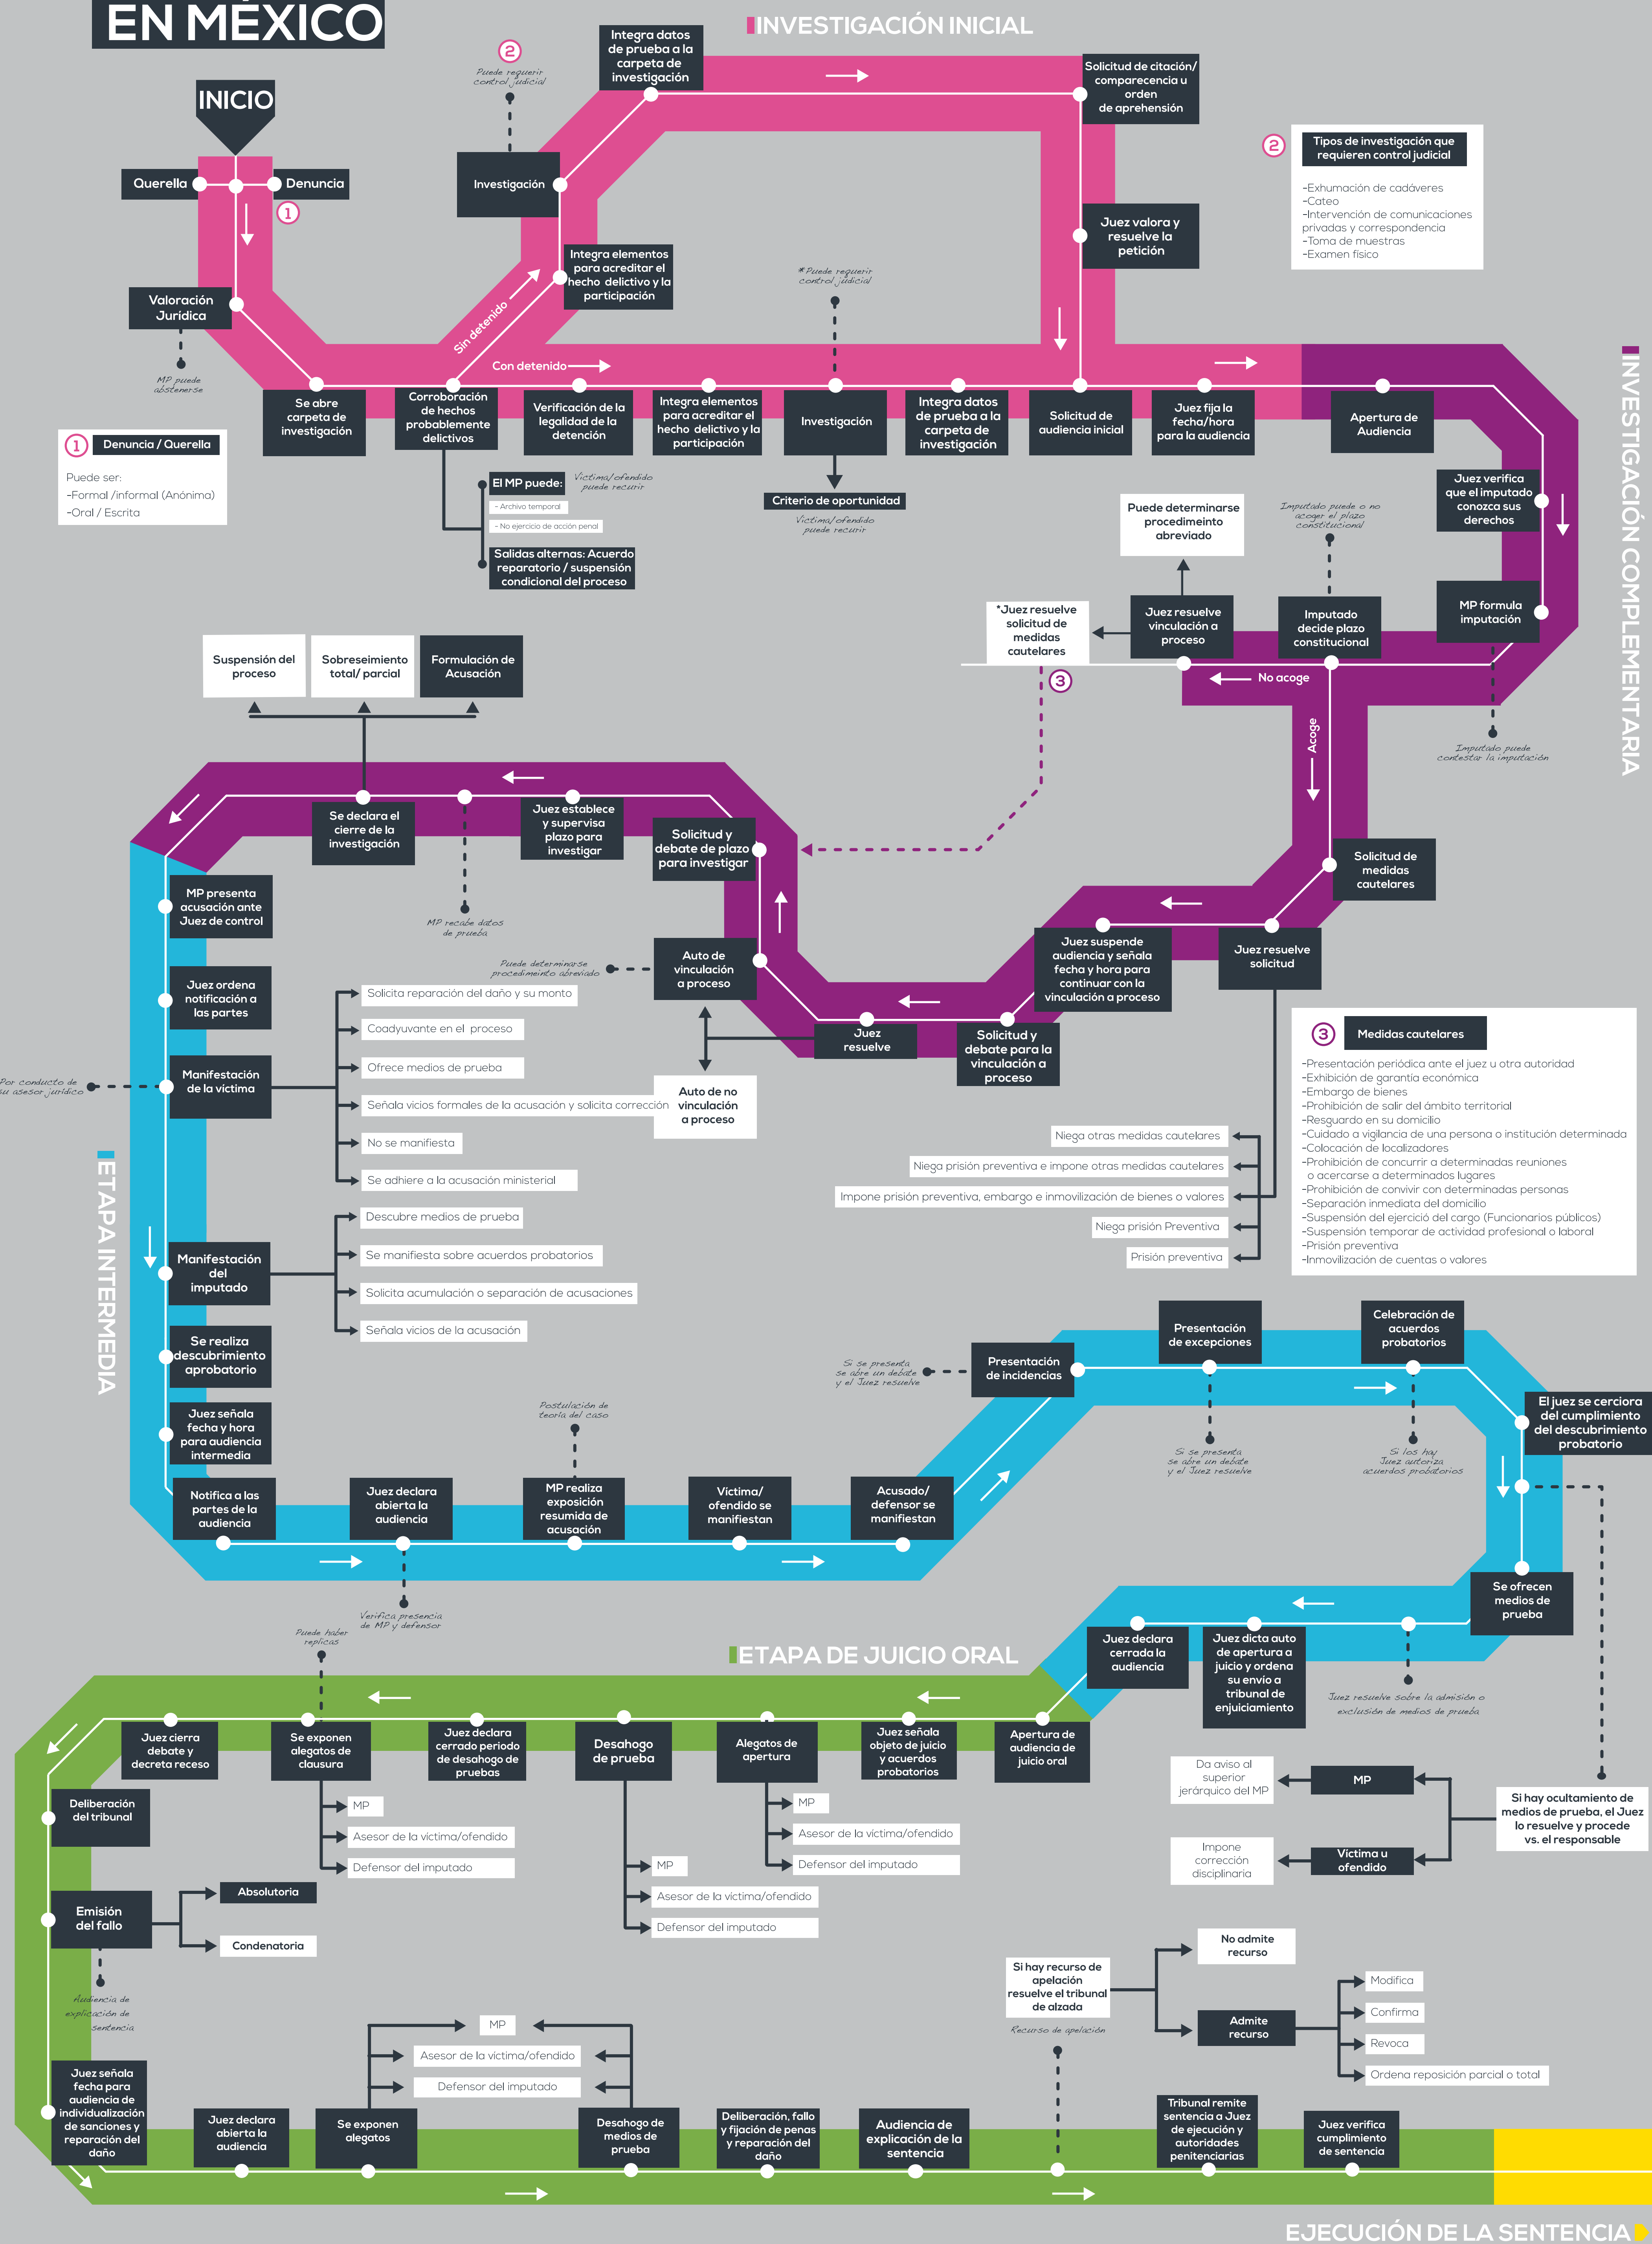 EN MÉXICO
INVESTIGACIÓN INICIAL
INICIO
Querella
Denuncia
1
Valoración
Jurídica
MP puede
abstenerse
1
Denuncia / Querella
Puede ser:
-Formal /informal (Anónima)
-Oral / Escrita
2
Puede requerir
control judicial
Investigación
Integra datos
de prueba a la
carpeta de
investigación
Solicitud de citación/
comparecencia u
orden
de aprehensión
Integra elementos
para acreditar el
hecho delictivo y la
participación
Juez valora y
resuelve la
petición
2
Tipos de investigación que
requieren control judicial
-Exhumación de cadáveres
-Cateo
-Intervención de comunicaciones
privadas y correspondencia
-Toma de muestras
-Examen físico
*Puede requerir
control judicial
Sin detenido
Con detenido
Se abre
carpeta de
investigación
Corroboración
de hechos
probablemente
delictivos
Verificación de la
legalidad de la
detención
Integra elementos
para acreditar el
hecho delictivo y la
participación
Investigación
Integra datos
de prueba a la
carpeta de
investigación
Solicitud de
audiencia inicial
Juez fija la
fecha/hora
para la audiencia
Apertura de
Audiencia
INVESTIGACIÓN COMPLEMENTARIA
El MP puede:
Víctima/ofendido
puede recurir
- Archivo temporal
- No ejercicio de acción penal
Salidas alternas: Acuerdo
reparatorio / suspensión
condicional del proceso
Criterio de oportunidad
Víctima/ofendido
puede recurir
Juez verifica
que el imputado
conozca sus
derechos
Puede determinarse
procedimeinto
abreviado
Imputado puede o no
acoger el plazo
constitucional
*Juez resuelve
solicitud de
medidas
cautelares
Juez resuelve
vinculación a
proceso
Imputado
decide plazo
constitucional
MP formula
imputación
3
No acoge
Acoge
Imputado puede
contestar la imputación
Suspensión del
proceso
Sobreseimiento
total/ parcial
Formulación de
Acusación
Se declara el
cierre de la
investigación
Juez establece
y supervisa
plazo para
investigar
Solicitud y
debate de plazo
para investigar
Solicitud de
medidas
cautelares
MP recabe datos
de prueba
MP presenta
acusación ante
Juez de control
Puede determinarse
procedimeinto abreviado
Auto de
vinculación
a proceso
Juez suspende
audiencia y señala
fecha y hora para
continuar con la
vinculación a proceso
Juez resuelve
solicitud
Juez ordena
notificación a
las partes
Juez
resuelve
Solicitud y
debate para la
vinculación a
proceso
Auto de no
vinculación
a proceso
Por conducto de
su asesor jurídico
Manifestación
de la víctima
Solicita reparación del daño y su monto
Coadyuvante en el proceso
Ofrece medios de prueba
Señala vicios formales de la acusación y solicita corrección
No se manifiesta
Se adhiere a la acusación ministerial
3
Medidas cautelares
-Presentación periódica ante el juez u otra autoridad
-Exhibición de garantía económica
-Embargo de bienes
-Prohibición de salir del ámbito territorial
-Resguardo en su domicilio
-Cuidado a vigilancia de una persona o institución determinada
-Colocación de localizadores
-Prohibición de concurrir a determinadas reuniones
o acercarse a determinados lugares
-Prohibición de convivir con determinadas personas
-Separación inmediata del domicilio
-Suspensión del ejercició del cargo (Funcionarios públicos)
-Suspensión temporar de actividad profesional o laboral
-Prisión preventiva
-Inmovilización de cuentas o valores
Niega otras medidas cautelares
Niega prisión preventiva e impone otras medidas cautelares
Impone prisión preventiva, embargo e inmovilización de bienes o valores
Niega prisión Preventiva
Prisión preventiva
ETAPA INTERMEDIA
Manifestación
del
imputado
Descubre medios de prueba
Se manifiesta sobre acuerdos probatorios
Solicita acumulación o separación de acusaciones
Señala vicios de la acusación
Se realiza
descubrimiento
aprobatorio
Juez señala
fecha y hora
para audiencia
intermedia
Notifica a las
partes de la
audiencia
Juez declara
abierta la
audiencia
Postulación de
teoría del caso
MP realiza
exposición
resumida de
acusación
Víctima/
ofendido se
manifiestan
Acusado/
defensor se
manifiestan
Verifica presencia
de MP y defensor
Si se presenta
se abre un debate
y el Juez resuelve
Presentación
de incidencias
Presentación
de excepciones
Celebración de
acuerdos
probatorios
Si se presenta
se abre un debate
y el Juez resuelve
Si los hay
Juez autoriza
acuerdos probatorios
El juez se cerciora
del cumplimiento
del descubrimiento
probatorio
Se ofrecen
medios de
prueba
Juez declara
cerrada la
audiencia
Juez dicta auto
de apertura a
juicio y ordena
su envío a
tribunal de
enjuiciamiento
Juez resuelve sobre la admisión o
exclusión de medios de prueba
ETAPA DE JUICIO ORAL
Puede haber
replicas
Juez cierra
debate y
decreta receso
Se exponen
alegatos de
clausura
Juez declara
cerrado periodo
de desahogo de
pruebas
Desahogo
de prueba
Alegatos de
apertura
Juez señala
objeto de juicio
y acuerdos
probatorios
Apertura de
audiencia de
juicio oral
Deliberación
del tribunal
MP
Asesor de la víctima/ofendido
Defensor del imputado
MP
Asesor de la víctima/ofendido
Defensor del imputado
MP
Asesor de la víctima/ofendido
Defensor del imputado
Da aviso al
superior
jerárquico del MP
MP
Impone
corrección
disciplinaria
Víctima u
ofendido
Si hay ocultamiento de
medios de prueba, el Juez
lo resuelve y procede
vs. el responsable
Emisión
del fallo
Absolutoria
Condenatoria
Audiencia de
explicación de
sentencia
Si hay recurso de
apelación
resuelve el tribunal
de alzada
Recurso de apelación
No admite
recurso
Admite
recurso
Modifica
Confirma
Revoca
Ordena reposición parcial o total
MP
Asesor de la víctima/ofendido
Defensor del imputado
Juez señala
fecha para
audiencia de
individualización
de sanciones y
reparación del
daño
Juez declara
abierta la
audiencia
Se exponen
alegatos
Desahogo de
medios de
prueba
Deliberación, fallo
y fijación de penas
y reparación del
daño
Audiencia de
explicación de la
sentencia
Tribunal remite
sentencia a Juez
de ejecución y
autoridades
penitenciarias
Juez verifica
cumplimiento
de sentencia
EJECUCIÓN DE LA SENTENCIA